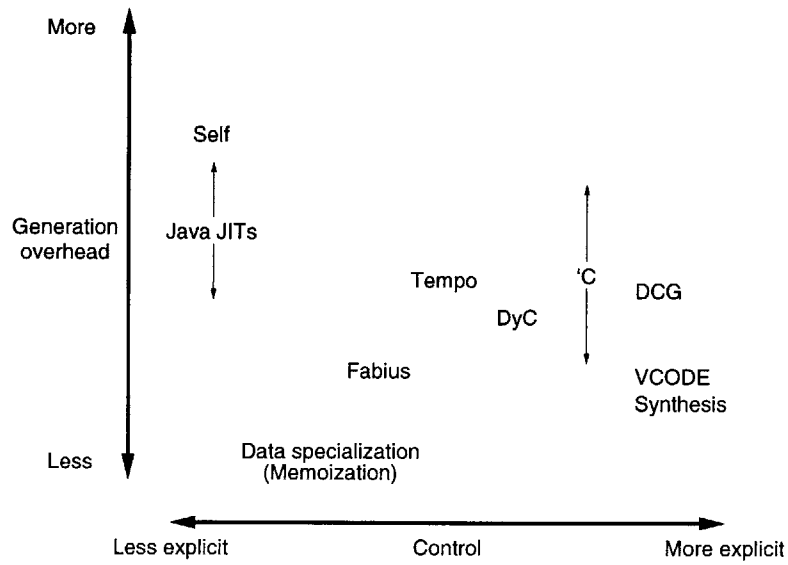 More
Self
Generation
overhead
Java JITs
Tempo
'C
DCG
DyC
Fabius
VCODE
Synthesis
Less
Data specialization
(Memoization)
Less explicit
Control
More explicit